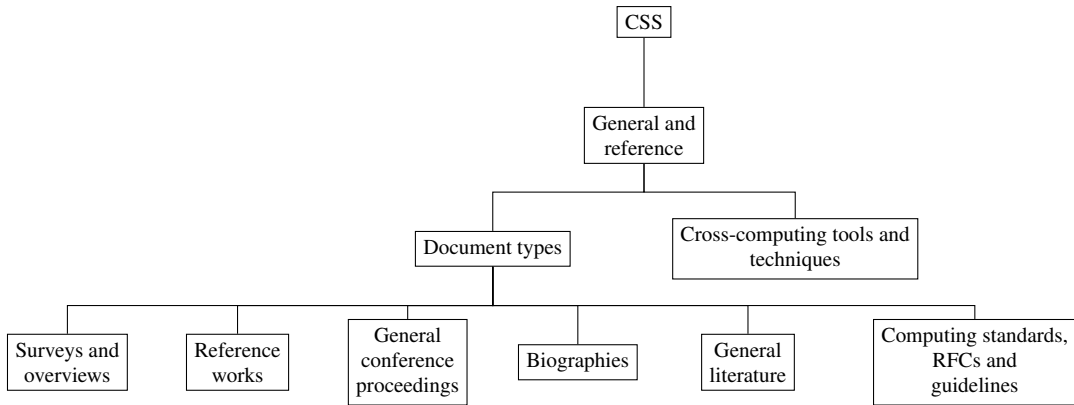 CSS
General and
reference
Document types
Cross-computing tools and
techniques
Surveys and
overviews
Reference
works
General
conference
proceedings
Biographies
General
literature
Computing standards,
RFCs and
guidelines